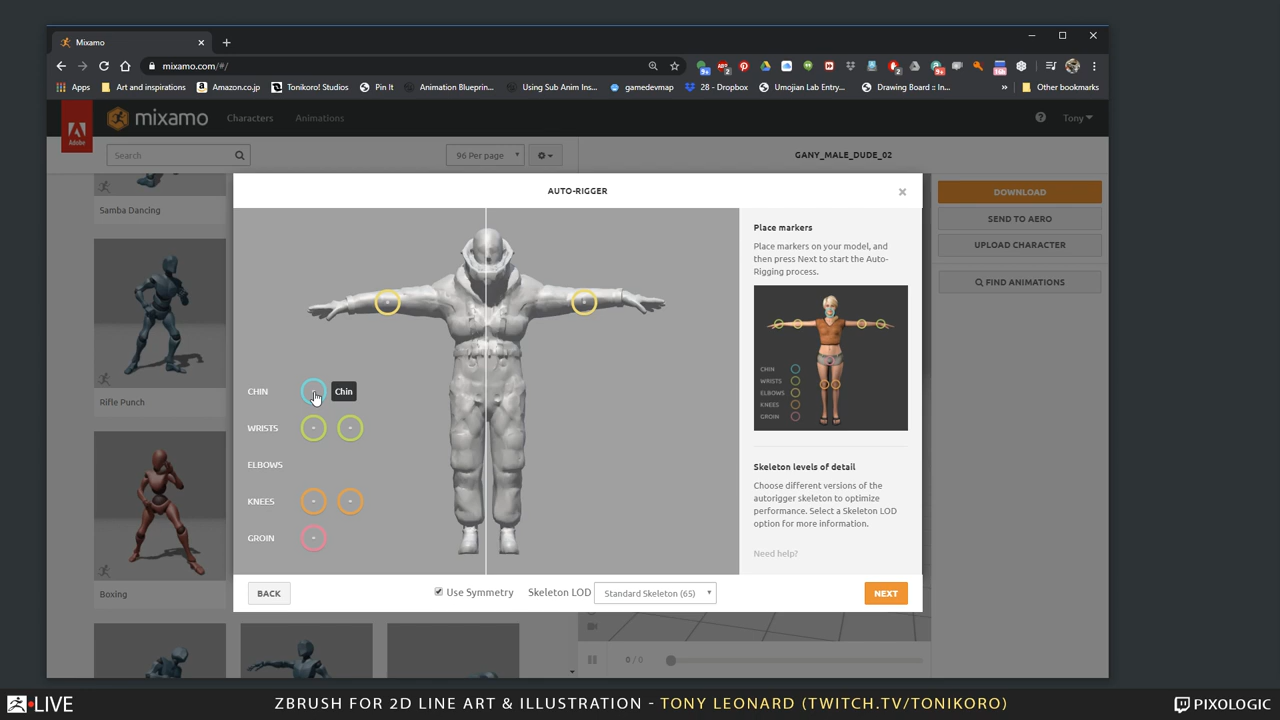 Mixamo
mixamo.com/#/
Apps
Art and inspirations
Amazon.co.jp
Tonikoro! Studios
Pin It
Animation Blueprin...
Using Sub Anim Ins...
gamedevmap
28 - Dropbox
Umojian Lab Entry...
Drawing Board :: In...
»
Other bookmarks
Adobe
mixamo
Characters
Animations
Tony
Search
96 Per page
GANY_MALE_DUDE_02
Samba Dancing
Rifle Punch
Boxing
AUTO-RIGGER
CHIN
Chin
WRISTS
ELBOWS
KNEES
GROIN
Place markers
Place markers on your model, and
then press Next to start the Auto-
Rigging process.
CHIN
WRISTS
ELBOWS
KNEES
GROIN
Skeleton levels of detail
Choose different versions of the
autorigger skeleton to optimize
performance. Select a Skeleton LOD
option for more information.
Need help?
BACK
Use Symmetry
Skeleton LOD
Standard Skeleton (65)
NEXT
DOWNLOAD
SEND TO AERO
UPLOAD CHARACTER
FIND ANIMATIONS
0 / 0
LIVE
ZBRUSH FOR 2D LINE ART & ILLUSTRATION - TONY LEONARD (TWITCH.TV/TONIKORO)
PIXOLOGIC